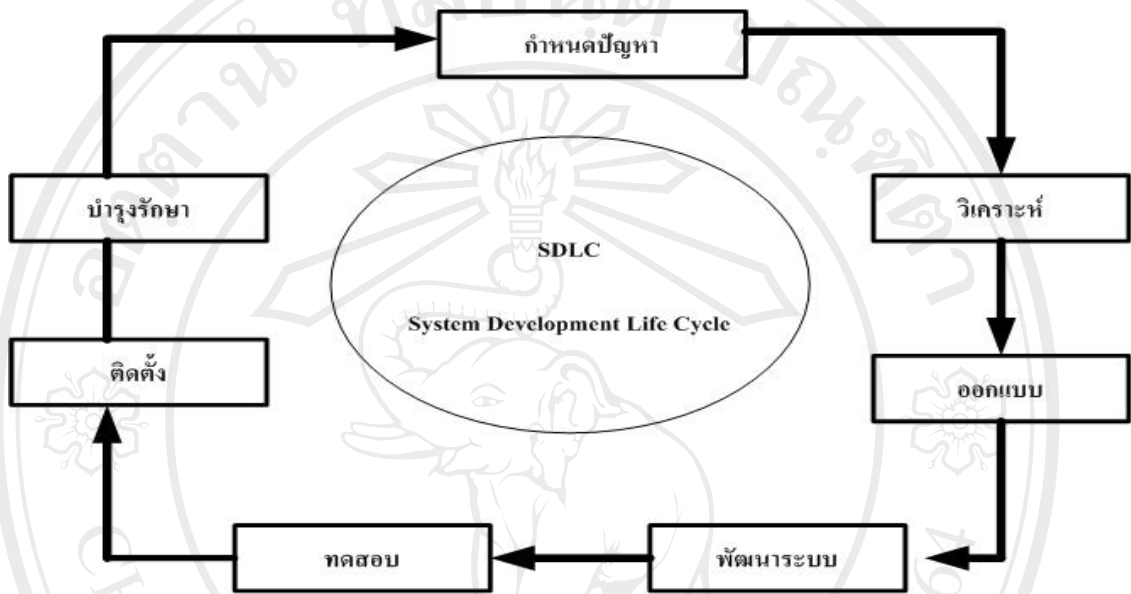 กำหนดปัญหา
บำรุงรักษา
วิเคราะห์
SDLC
System Development Life Cycle
ติดตั้ง
ออกแบบ
ทดสอบ
พัฒนาระบบ